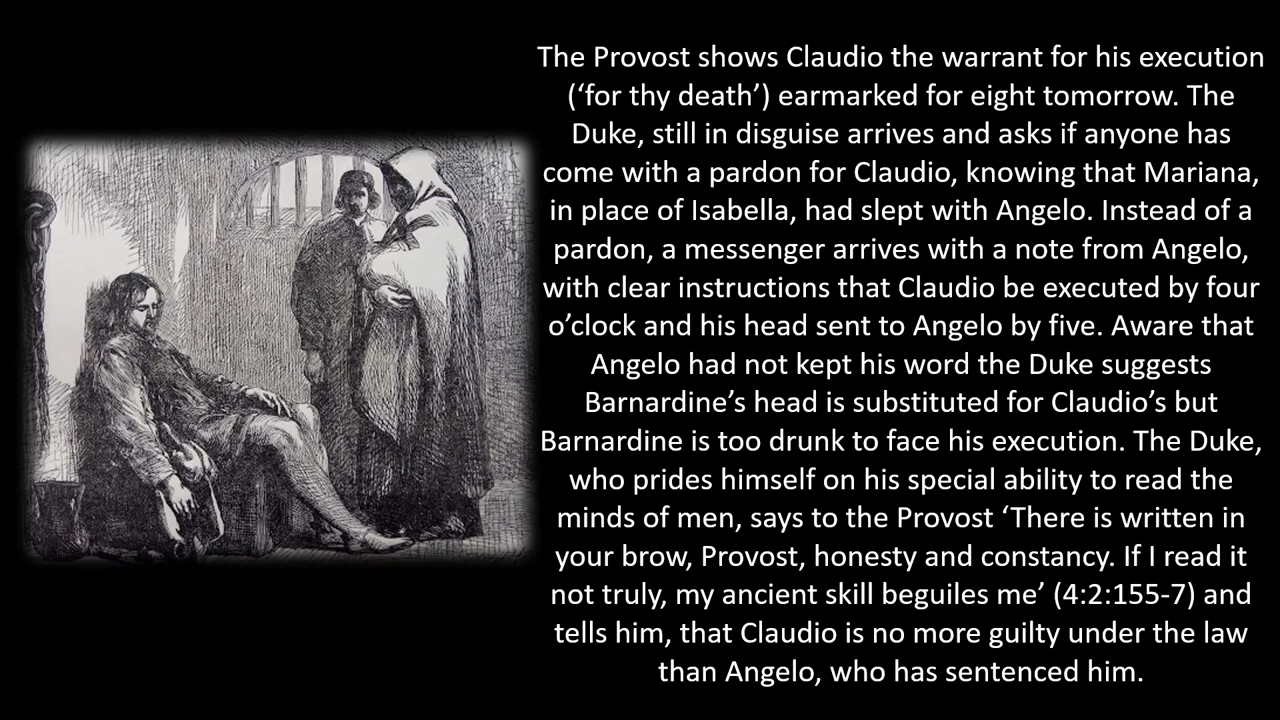 The Provost shows Claudio the warrant for his execution
(‘for thy death’) earmarked for eight tomorrow. The
Duke, still in disguise arrives and asks if anyone has
come with a pardon for Claudio, knowing that Mariana,
in place of Isabella, had slept with Angelo. Instead of a
pardon, a messenger arrives with a note from Angelo,
with clear instructions that Claudio be executed by four
o’clock and his head sent to Angelo by five. Aware that
Angelo had not kept his word the Duke suggests
Barnardine’s head is substituted for Claudio’s but
Barnardine is too drunk to face his execution. The Duke,
who prides himself on his special ability to read the
minds of men, says to the Provost ‘There is written in
your brow, Provost, honesty and constancy. If I read it
not truly, my ancient skill beguiles me’ (4:2:155-7) and
tells him, that Claudio is no more guilty under the law
than Angelo, who has sentenced him.